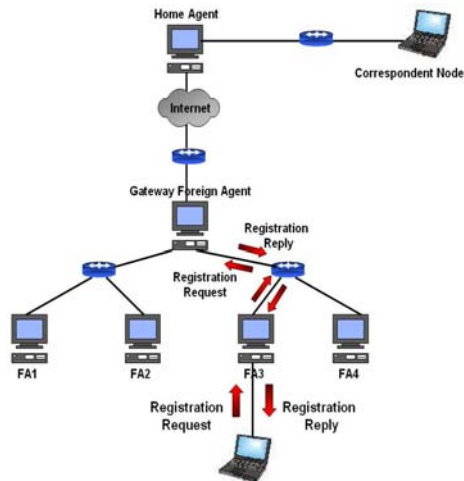 Home Agent
Correspondent Node
Internet
Gateway Foreign Agent
Registration
Reply
Registration
Request
FA1
FA2
FA3
FA4
Registration
Request
Registration
Reply